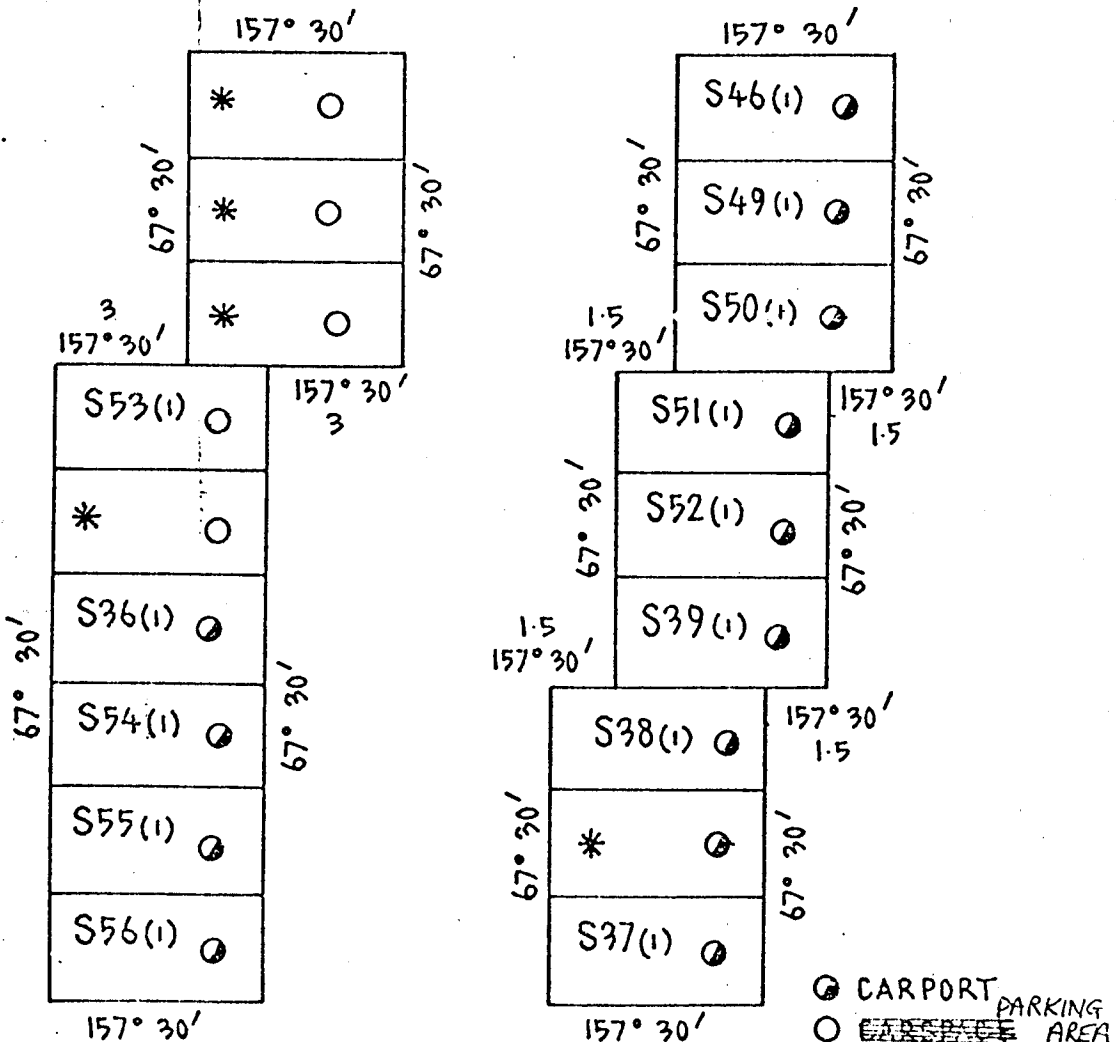 157° 30′
*
*
67° 30′
67° 30′
*
3
157° 30′
157° 30′
3
S53(1)
*
S36(1)
67° 30′
S54(1)
67° 30′
S55(1)
S56(1)
157° 30′
157° 30′
S46(1)
67° 30′
S49(1)
67° 30′
S50(1)
1·5
157° 30′
S51(1)
157° 30′
1·5
67° 30′
S52(1)
67° 30′
S39(1)
1·5
157° 30′
S38(1)
157° 30′
1·5
67° 30′
*
67° 30′
S37(1)
157° 30′
CARPORT
PARKING
CARSPACE AREA